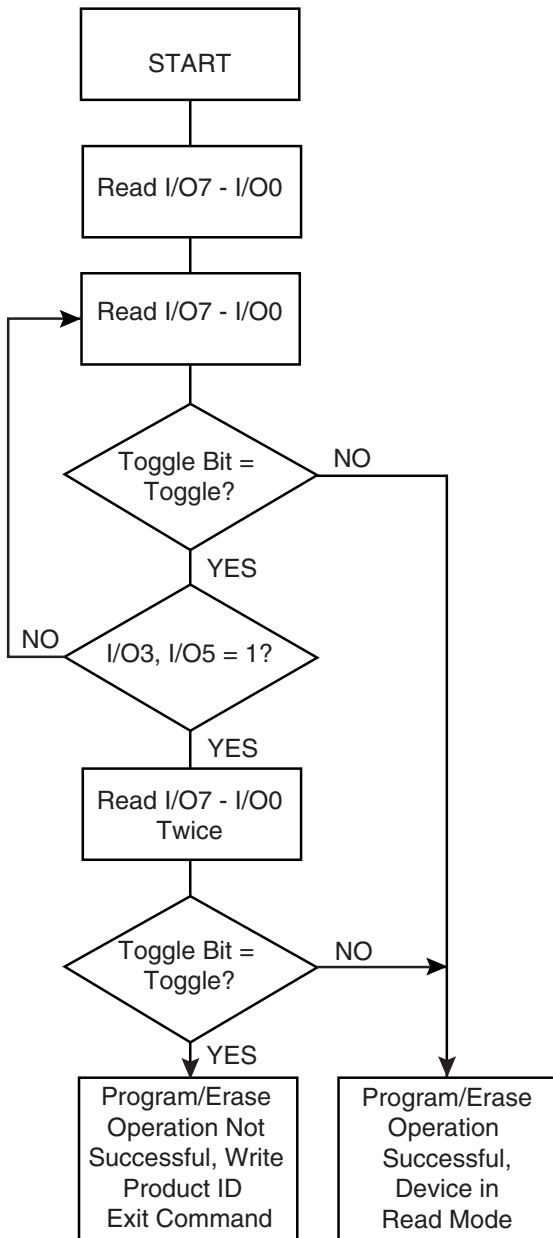 START
Read I/O7 - I/O0
Read I/O7 - I/O0
Toggle Bit =
Toggle?
NO
YES
NO
I/O3, I/O5 = 1?
YES
Read I/O7 - I/O0
Twice
Toggle Bit =
Toggle?
NO
YES
Program/Erase
Operation Not
Successful, Write
Product ID
Exit Command
Program/Erase
Operation
Successful,
Device in
Read Mode